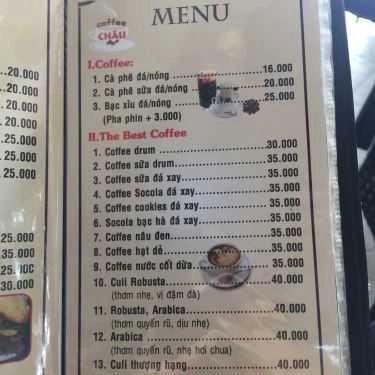 coffee
CHÂU
MENU
I.Coffee:
1. Cà phê đá/nóng 16.000
2. Cà phê sữa đá/nóng 20.000
3. Bạc xỉu đá/nóng 25.000
(Pha phin + 3.000)
II.The Best Coffee
1. Coffee drum 30.000
2. Coffee sữa drum 35.000
3. Coffee sữa đá xay 35.000
4. Coffee Socola đá xay 35.000
5. Coffee cookies đá xay 35.000
6. Socola bạc hà đá xay 35.000
7. Coffee nâu đen 35.000
8. Coffee hạt dẻ 35.000
9. Coffee nước cốt dừa 35.000
10. Culi Robusta 40.000
(thơm nhẹ, vị đậm đà)
11. Robusta, Arabica 40.000
(thơm quyến rũ, dịu nhẹ)
12. Arabica 40.000
(thơm quyến rũ, nhẹ hơi chua)
13. Culi thượng hạng 40.000
20.000
20.000
25.000
25.000
25.000
25.000
25.000
35.000
25.00C
30.000